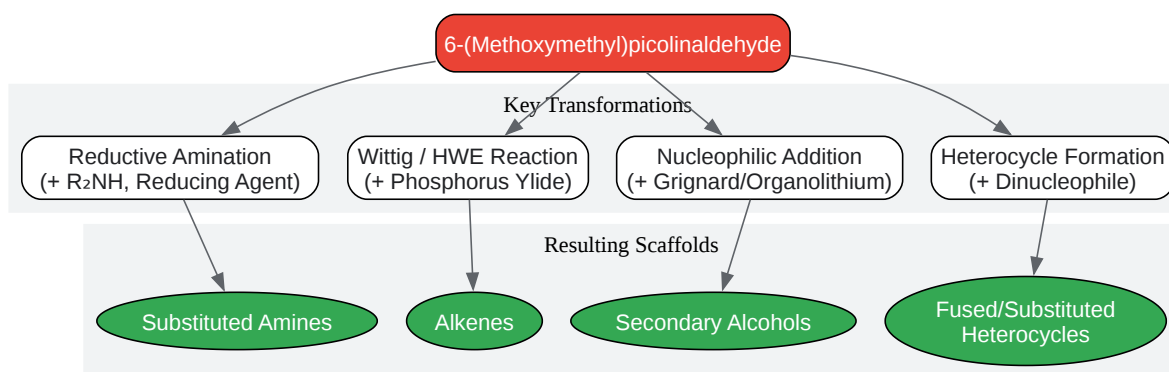 6-(Methoxymethyl)picolinaldehyde
Key Transformations
Reductive Amination
(+ R₂NH, Reducing Agent)
Wittig / HWE Reaction
(+ Phosphorus Ylide)
Nucleophilic Addition
(+ Grignard/Organolithium)
Heterocycle Formation
(+ Dinucleophile)
Resulting Scaffolds
Substituted Amines
Alkenes
Secondary Alcohols
Fused/Substituted
Heterocycles